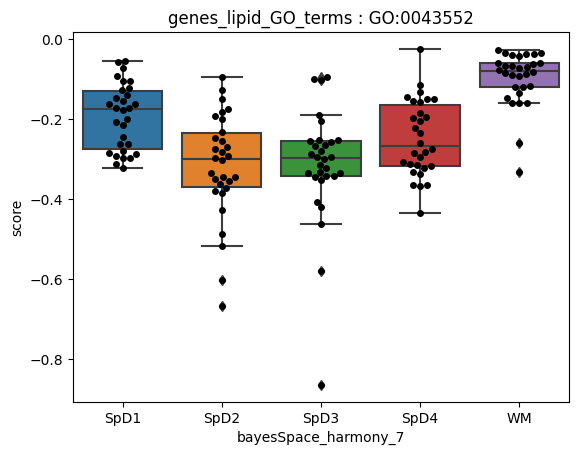 genes_lipid_GO_terms : GO:0043552
0.0
−0.2
−0.4
−0.6
−0.8
score
SpD1 SpD2 SpD3 SpD4 WM
bayesSpace_harmony_7